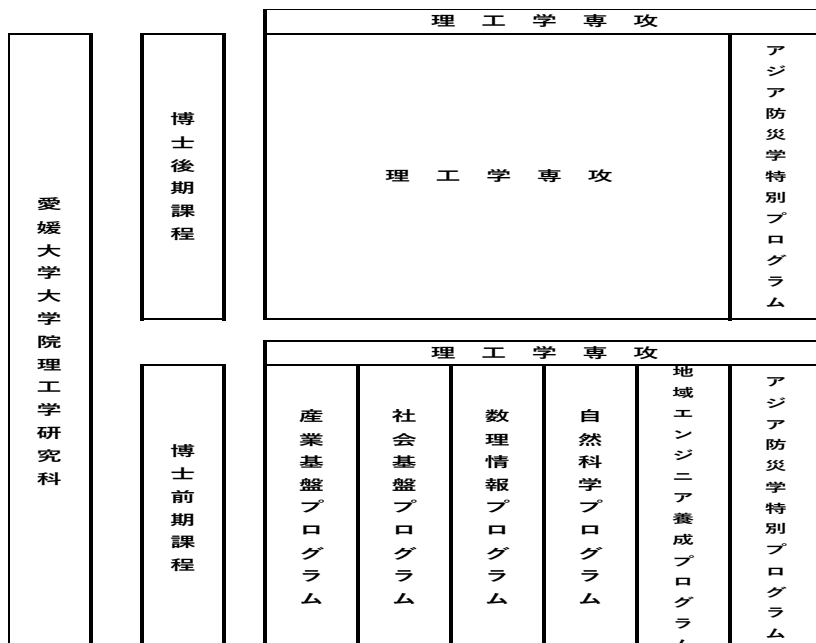 愛媛大学大学院理工学研究科
博士後期課程
理工学専攻
理工学専攻
アジア防災学特別プログラム
博士前期課程
理工学専攻
産業基盤プログラム
社会基盤プログラム
数理情報プログラム
自然科学プログラム
地域エンジニア養成プログラム
アジア防災学特別プログラム